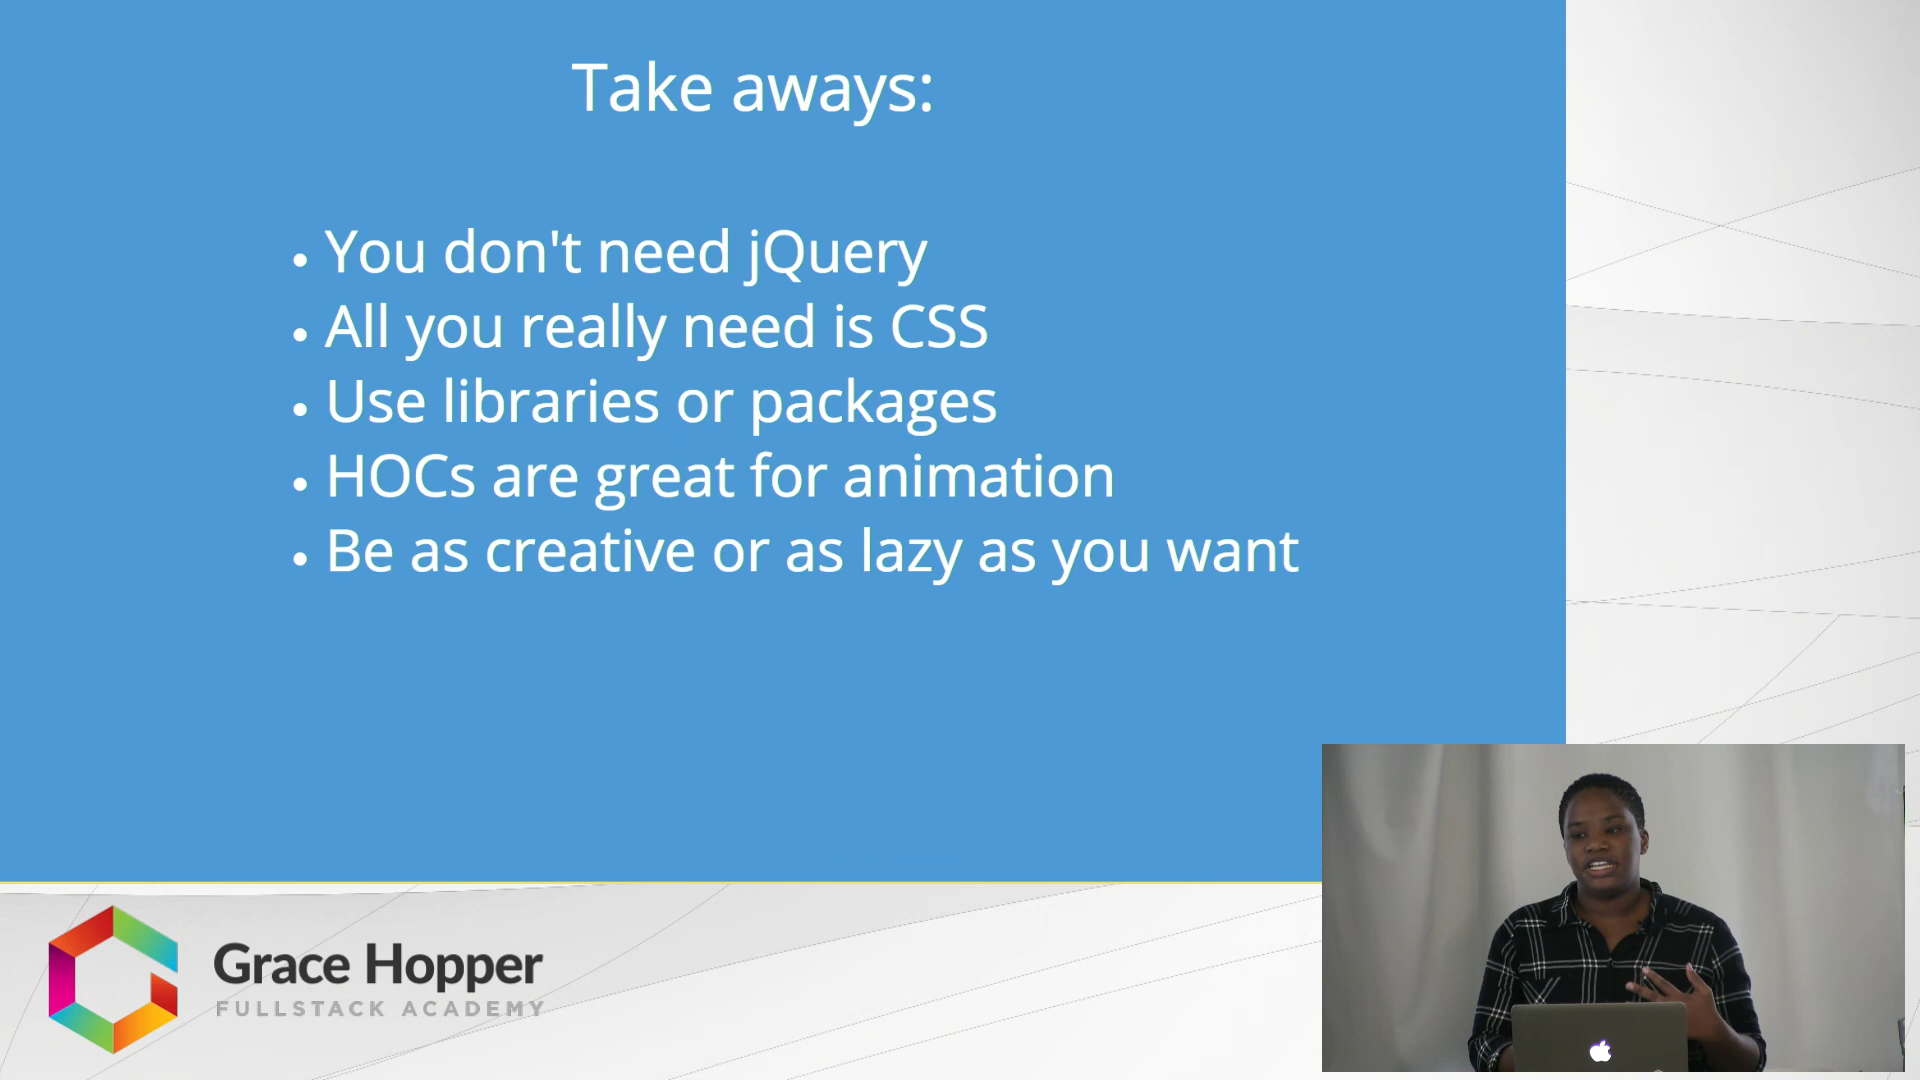 Take aways:
• You don't need jQuery
• All you really need is CSS
• Use libraries or packages
• HOCs are great for animation
• Be as creative or as lazy as you want
Grace Hopper
FULLSTACK ACADEMY